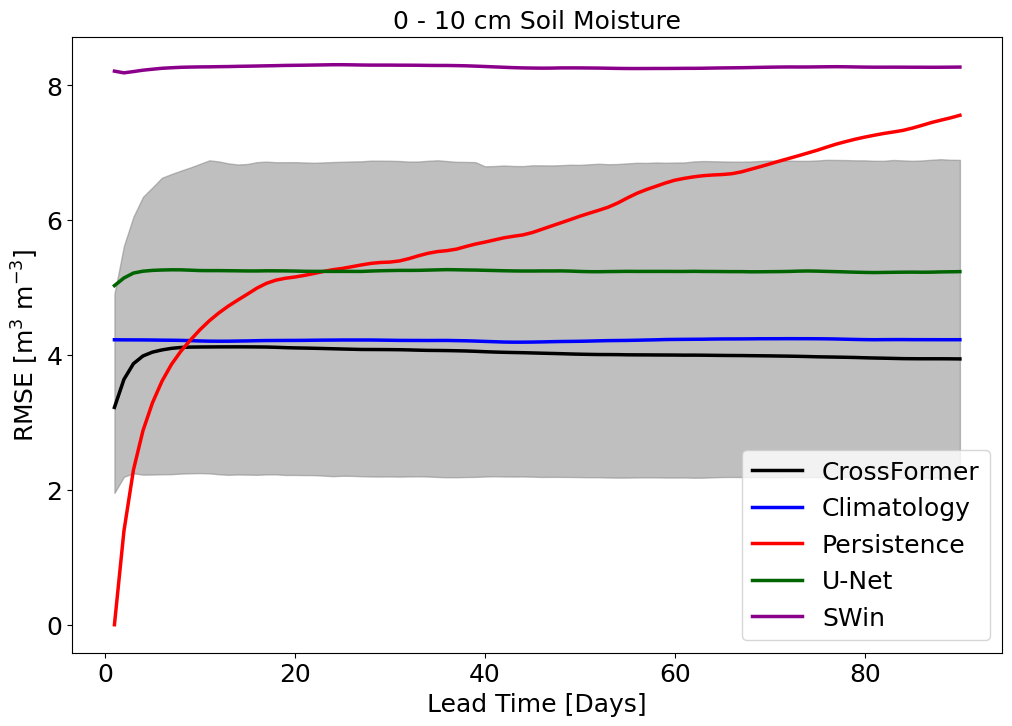 0 - 10 cm Soil Moisture
RMSE [m³ m⁻³]
8
6
4
2
0
0 20 40 60 80
Lead Time [Days]
CrossFormer
Climatology
Persistence
U-Net
SWin